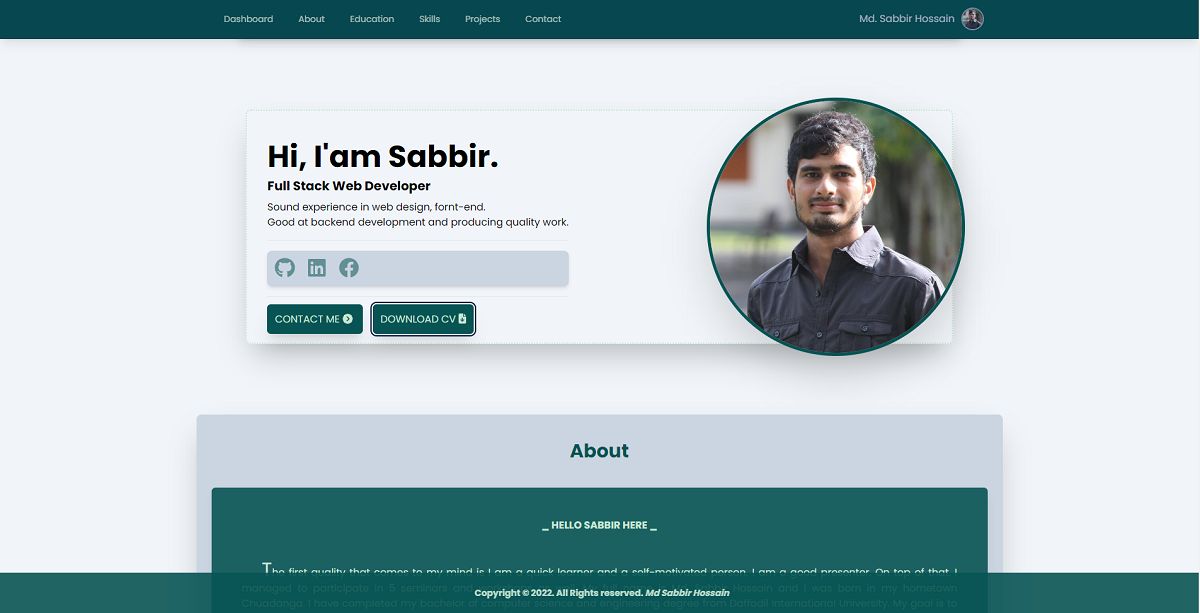 Dashboard About Education Skills Projects Contact Md. Sabbir Hossain
Hi, I'am Sabbir.
Full Stack Web Developer
Sound experience in web design, fornt-end.
Good at backend development and producing quality work.
CONTACT ME DOWNLOAD CV
About
_ HELLO SABBIR HERE _
The first quality that comes to my mind is I am a quick learner and a self-motivated person. I am a good presenter. On top of that, I
managed to participate in 5 seminars and Hossain and I was born in my hometown
Copyright © 2022. All Rights reserved. Md Sabbir Hossain
Chuadanga. I have completed my bachelor of computer science and engineering degree from Daffodil International University. My goal is to